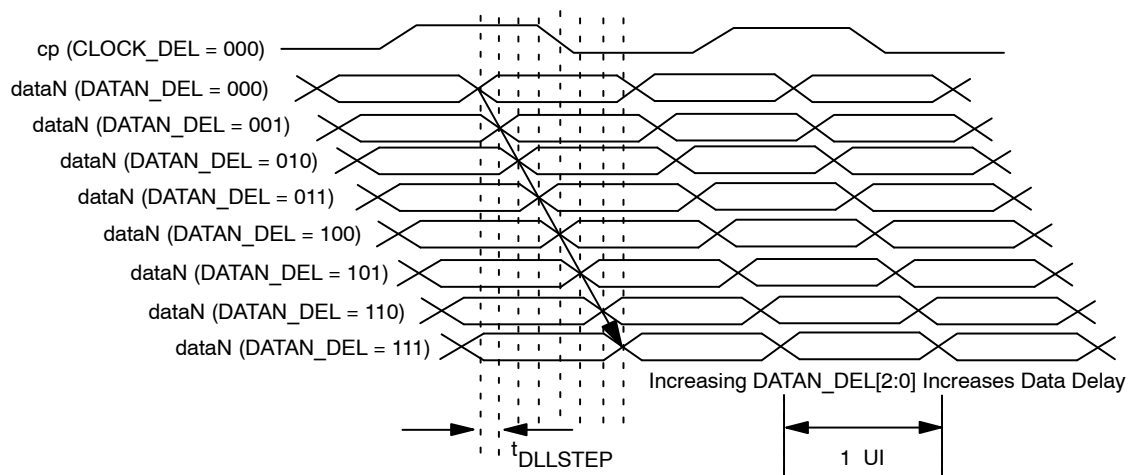 cp (CLOCK_DEL = 000)
dataN (DATAN_DEL = 000)
dataN (DATAN_DEL = 001)
dataN (DATAN_DEL = 010)
dataN (DATAN_DEL = 011)
dataN (DATAN_DEL = 100)
dataN (DATAN_DEL = 101)
dataN (DATAN_DEL = 110)
dataN (DATAN_DEL = 111)
Increasing DATAN_DEL[2:0] Increases Data Delay
tDLLSTEP
1 UI